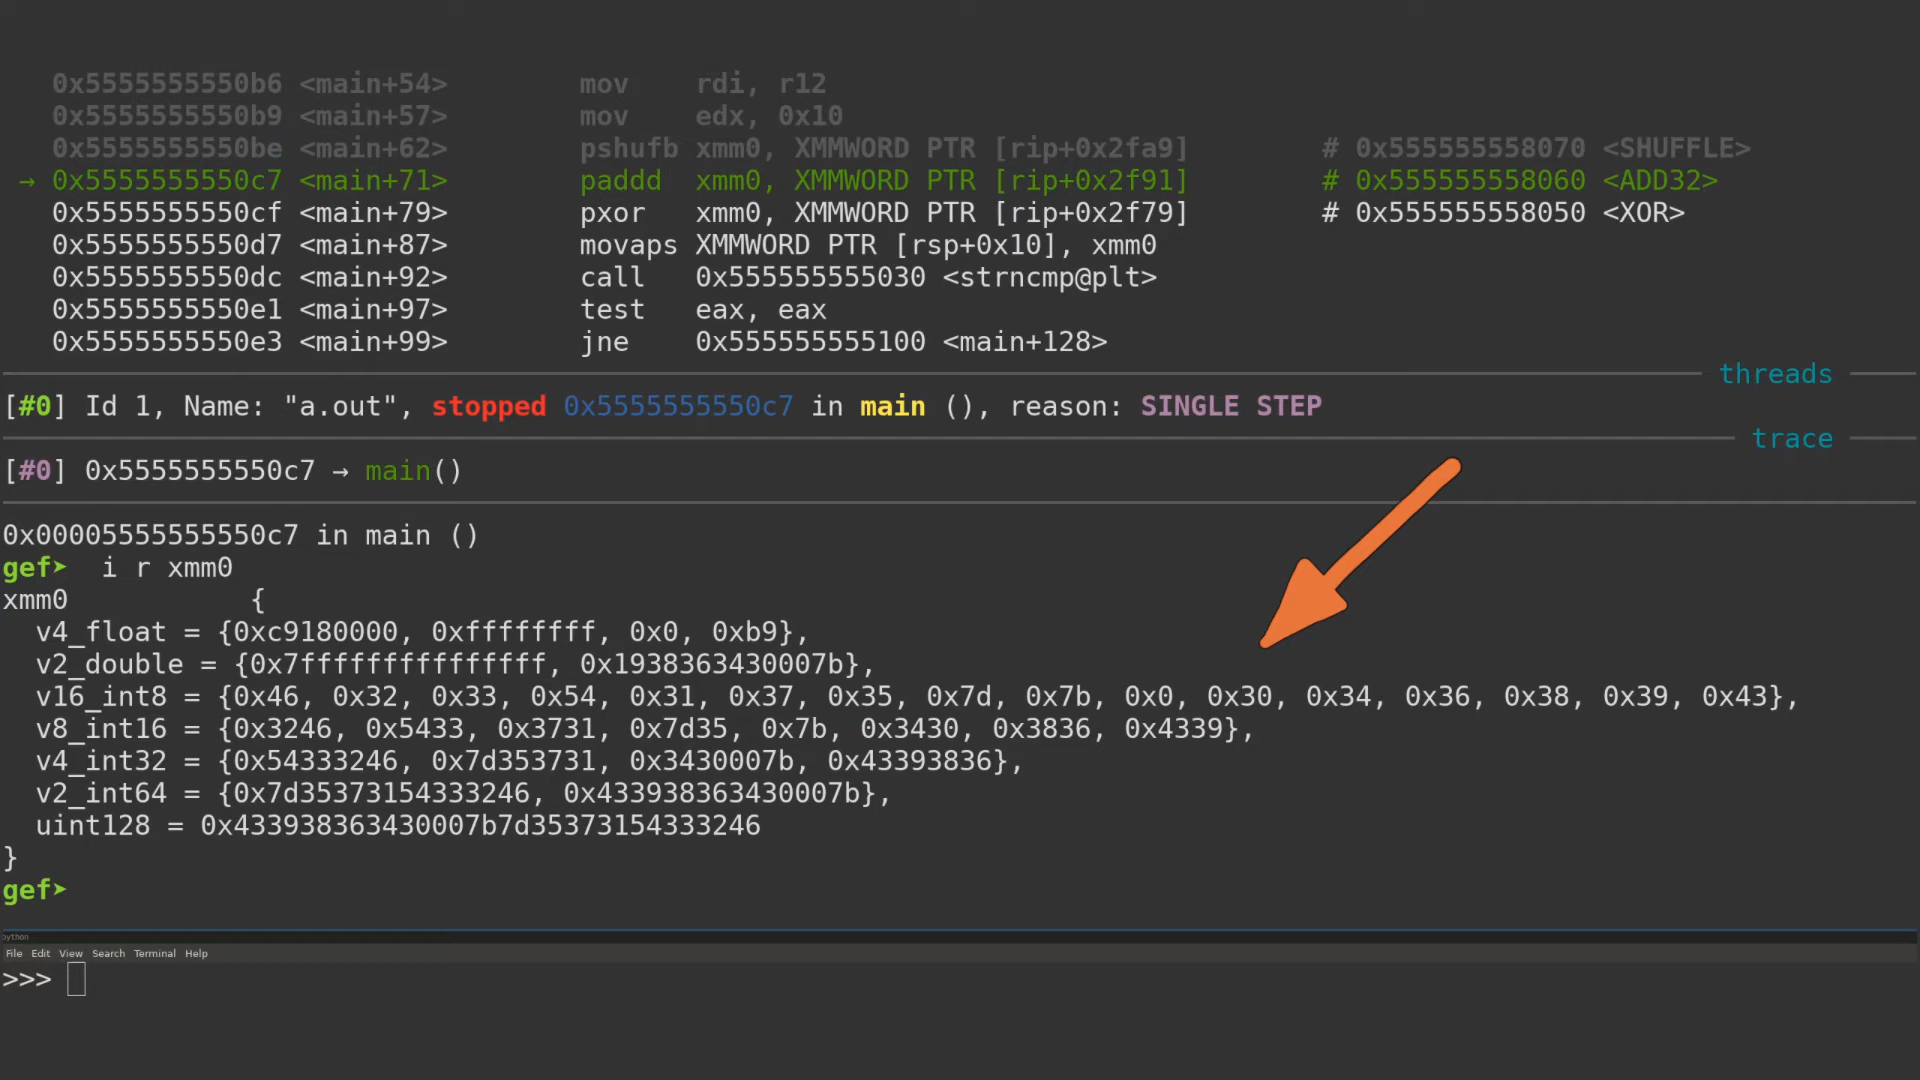 0x5555555550b6 <main+54> mov rdi, r12
0x5555555550b9 <main+57> mov edx, 0x10
0x5555555550be <main+62> pshufb xmm0, XMMWORD PTR [rip+0x2fa9] # 0x555555558070 <SHUFFLE>
→ 0x5555555550c7 <main+71> paddd xmm0, XMMWORD PTR [rip+0x2f91] # 0x555555558060 <ADD32>
0x5555555550cf <main+79> pxor xmm0, XMMWORD PTR [rip+0x2f79] # 0x555555558050 <XOR>
0x5555555550d7 <main+87> movaps XMMWORD PTR [rsp+0x10], xmm0
0x5555555550dc <main+92> call 0x555555555030 <strncmp@plt>
0x5555555550e1 <main+97> test eax, eax
0x5555555550e3 <main+99> jne 0x555555555100 <main+128>
threads
[#0] Id 1, Name: "a.out", stopped 0x5555555550c7 in main (), reason: SINGLE STEP
trace
[#0] 0x5555555550c7 → main()
0x00005555555550c7 in main ()
gef➤ i r xmm0
xmm0 {
v4_float = {0xc9180000, 0xffffffff, 0x0, 0xb9},
v2_double = {0x7fffffffffffffff, 0x1938363430007b},
v16_int8 = {0x46, 0x32, 0x33, 0x54, 0x31, 0x37, 0x35, 0x7d, 0x7b, 0x0, 0x30, 0x34, 0x36, 0x38, 0x39, 0x43},
v8_int16 = {0x3246, 0x5433, 0x3731, 0x7d35, 0x7b, 0x3430, 0x3836, 0x4339},
v4_int32 = {0x54333246, 0x7d353731, 0x3430007b, 0x43393836},
v2_int64 = {0x7d35373154333246, 0x433938363430007b},
uint128 = 0x433938363430007b7d35373154333246
}
gef➤
python
File Edit View Search Terminal Help
>>>